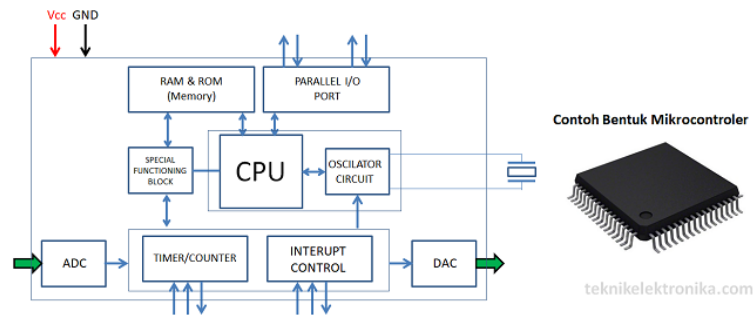 Vcc GND
RAM & ROM
(Memory)
PARALLEL I/O
PORT
Contoh Bentuk Mikrocontroler
SPECIAL
FUNCTIONING
BLOCK
CPU
OSCILATOR
CIRCUIT
ADC
TIMER/COUNTER
INTERUPT
CONTROL
DAC
teknikelektronika.com